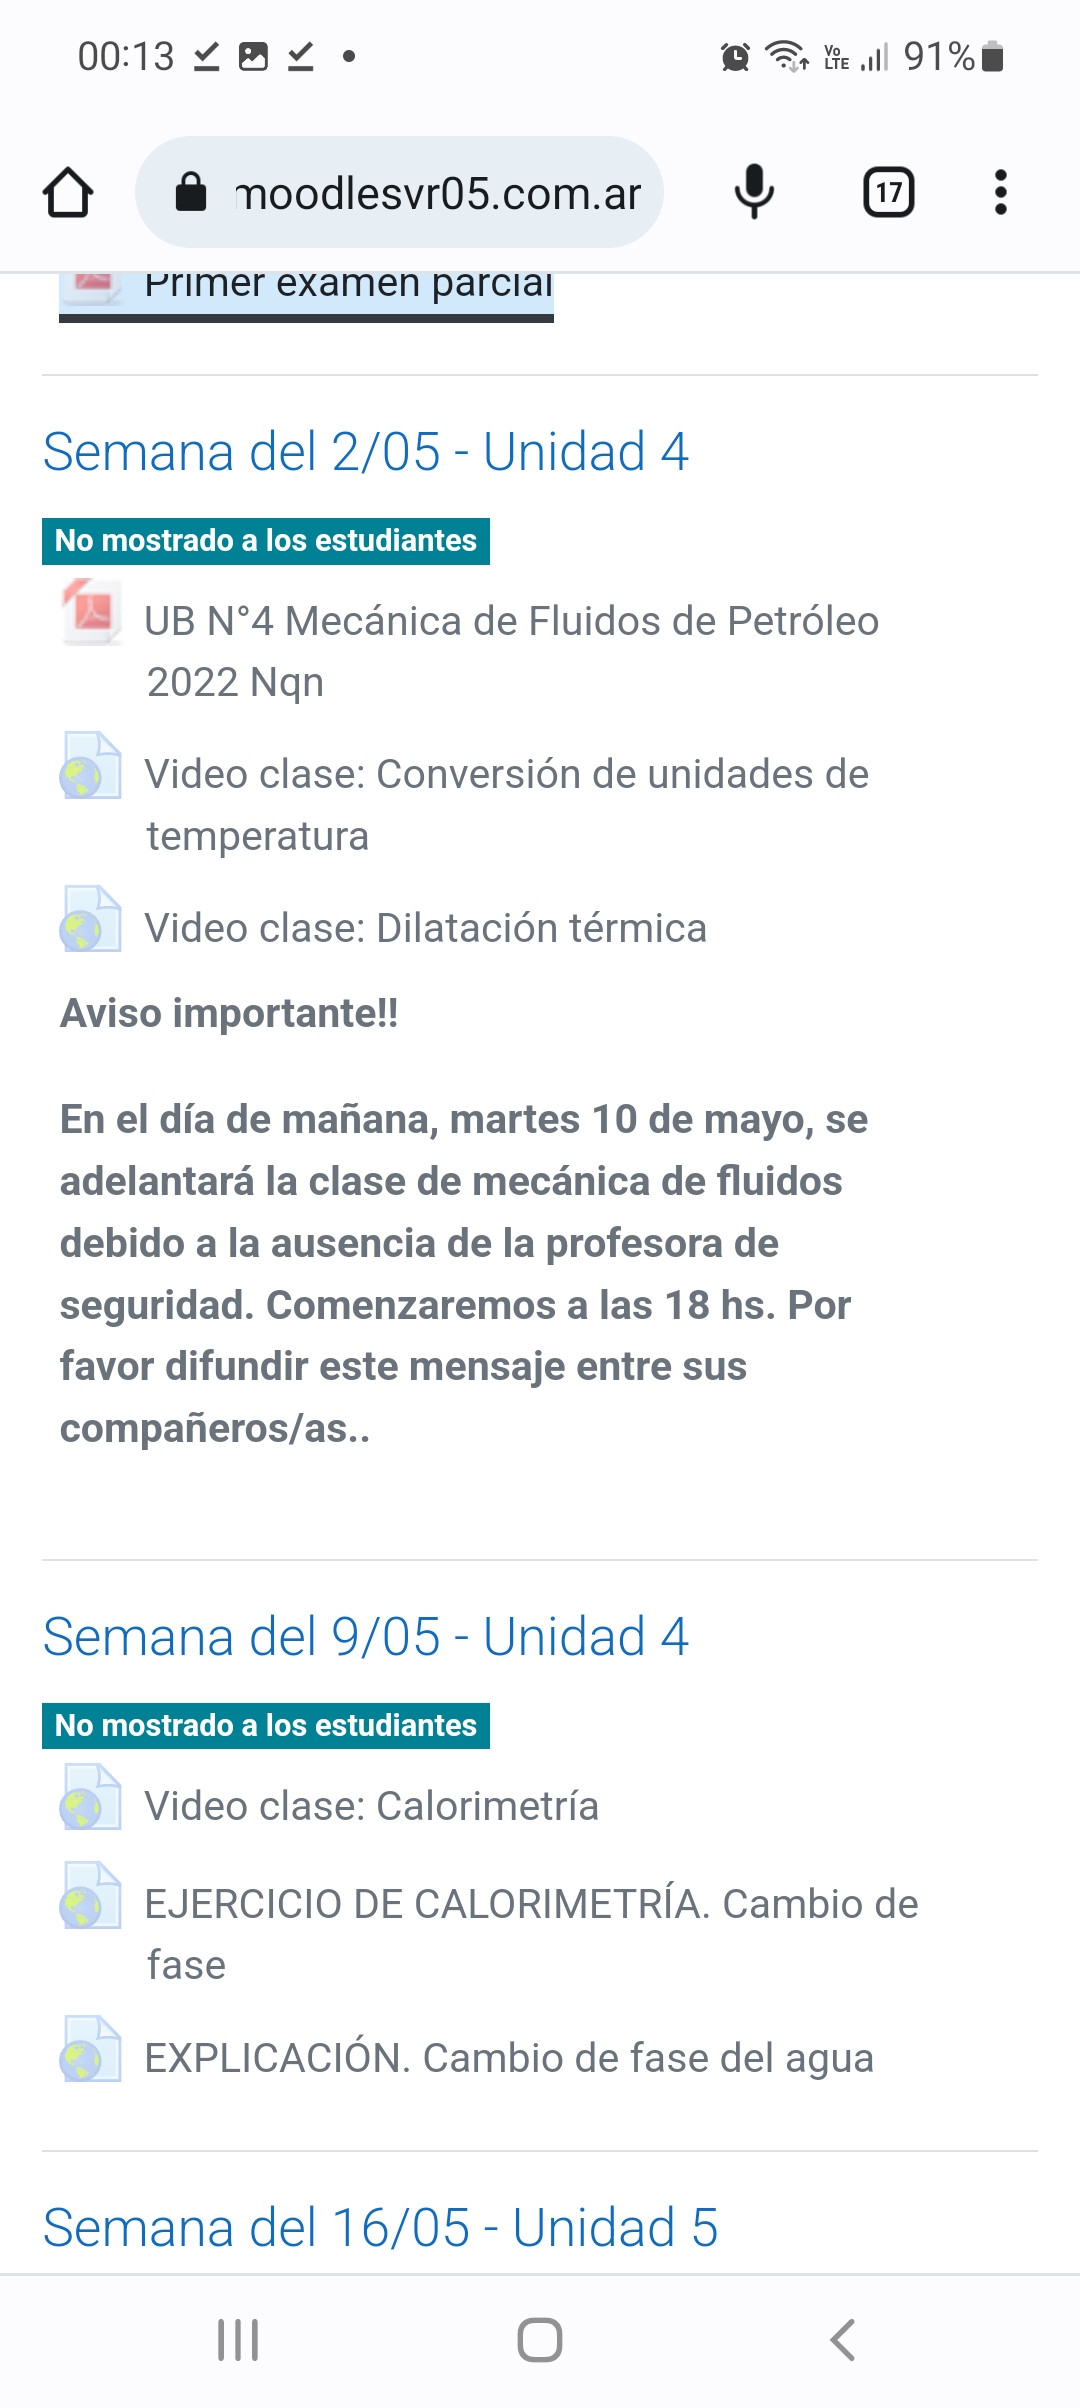 00:13
Vo LTE
91%
moodlesvr05.com.ar
17
Primer examen parcial
Semana del 2/05 - Unidad 4
No mostrado a los estudiantes
UB N°4 Mecánica de Fluidos de Petróleo
2022 Nqn
Video clase: Conversión de unidades de
temperatura
Video clase: Dilatación térmica
Aviso importante!!
En el día de mañana, martes 10 de mayo, se
adelantará la clase de mecánica de fluidos
debido a la ausencia de la profesora de
seguridad. Comenzaremos a las 18 hs. Por
favor difundir este mensaje entre sus
compañeros/as..
Semana del 9/05 - Unidad 4
No mostrado a los estudiantes
Video clase: Calorimetría
EJERCICIO DE CALORIMETRÍA. Cambio de
fase
EXPLICACIÓN. Cambio de fase del agua
Semana del 16/05 - Unidad 5